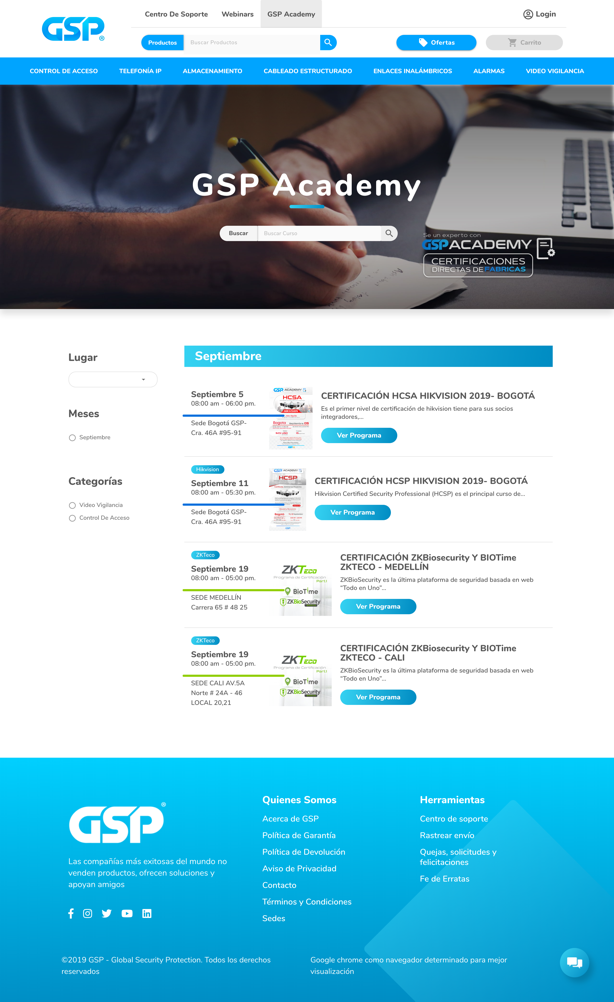 GSP
Centro De Soporte
Webinars
GSP Academy
Login
Productos
Buscar Productos
Ofertas
Carrito
CONTROL DE ACCESO
TELEFONÍA IP
ALMACENAMIENTO
CABLEADO ESTRUCTURADO
ENLACES INALÁMBRICOS
ALARMAS
VIDEO VIGILANCIA
GSP Academy
Buscar
Buscar Curso
Se un experto con
GSP ACADEMY
CERTIFICACIONES
DIRECTAS DE FABRICAS
Lugar
Meses
Septiembre
Categorías
Video Vigilancia
Control De Acceso
Septiembre
Septiembre 5
08:00 am - 06:00 pm.
Sede Bogotá GSP-
Cra. 46A #95-91
HCSA
CERTIFICACIÓN HCSA HIKVISION 2019- BOGOTÁ
Es el primer nivel de certificación de hikvision tiene para sus socios
integradores,...
Ver Programa
Hikvision
Septiembre 11
08:00 am - 05:30 pm.
Sede Bogotá GSP-
Cra. 46A #95-91
HCSP
CERTIFICACIÓN HCSP HIKVISION 2019- BOGOTÁ
Hikvision Certified Security Professional (HCSP) es el principal curso de...
Ver Programa
ZKTeco
Septiembre 19
08:00 am - 05:00 pm.
SEDE MEDELLÍN
Carrera 65 # 48 25
ZKTeco
BioTime
ZKBioSecurity
CERTIFICACIÓN ZKBiosecurity Y BIOTime
ZKTECO - MEDELLÍN
ZKBioSecurity es la última plataforma de seguridad basada en web
"Todo en Uno"...
Ver Programa
ZKTeco
Septiembre 19
08:00 am - 05:00 pm.
SEDE CALI AV.5A
Norte # 24A - 46
LOCAL 20,21
ZKTeco
BioTime
ZKBioSecurity
CERTIFICACIÓN ZKBiosecurity Y BIOTime
ZKTECO - CALI
ZKBioSecurity es la última plataforma de seguridad basada en web
"Todo en Uno"...
Ver Programa
GSP
Las compañías más exitosas del mundo no
venden productos, ofrecen soluciones y
apoyan amigos
Quienes Somos
Acerca de GSP
Política de Garantía
Política de Devolución
Aviso de Privacidad
Contacto
Términos y Condiciones
Sedes
Herramientas
Centro de soporte
Rastrear envío
Quejas, solicitudes y
felicitaciones
Fe de Erratas
©2019 GSP - Global Security Protection. Todos los derechos
reservados
Google chrome como navegador determinado para mejor
visualización